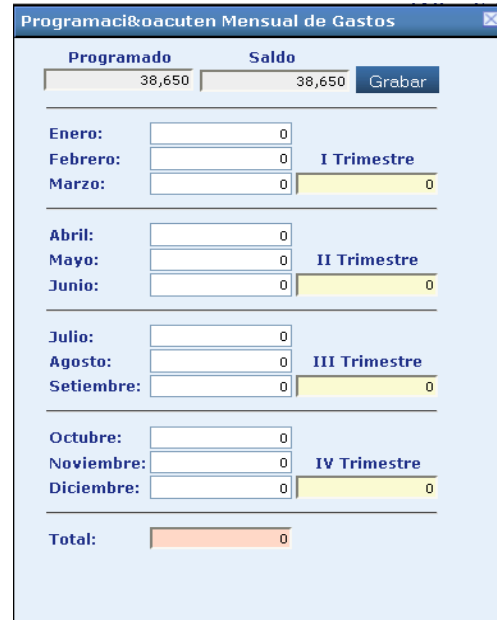 Programaci&oacuten Mensual de Gastos
Programado Saldo
38,650 38,650 Grabar
Enero: 0
Febrero: 0 I Trimestre
Marzo: 0 0
Abril: 0
Mayo: 0 II Trimestre
Junio: 0 0
Julio: 0
Agosto: 0 III Trimestre
Setiembre: 0 0
Octubre: 0
Noviembre: 0 IV Trimestre
Diciembre: 0 0
Total: 0